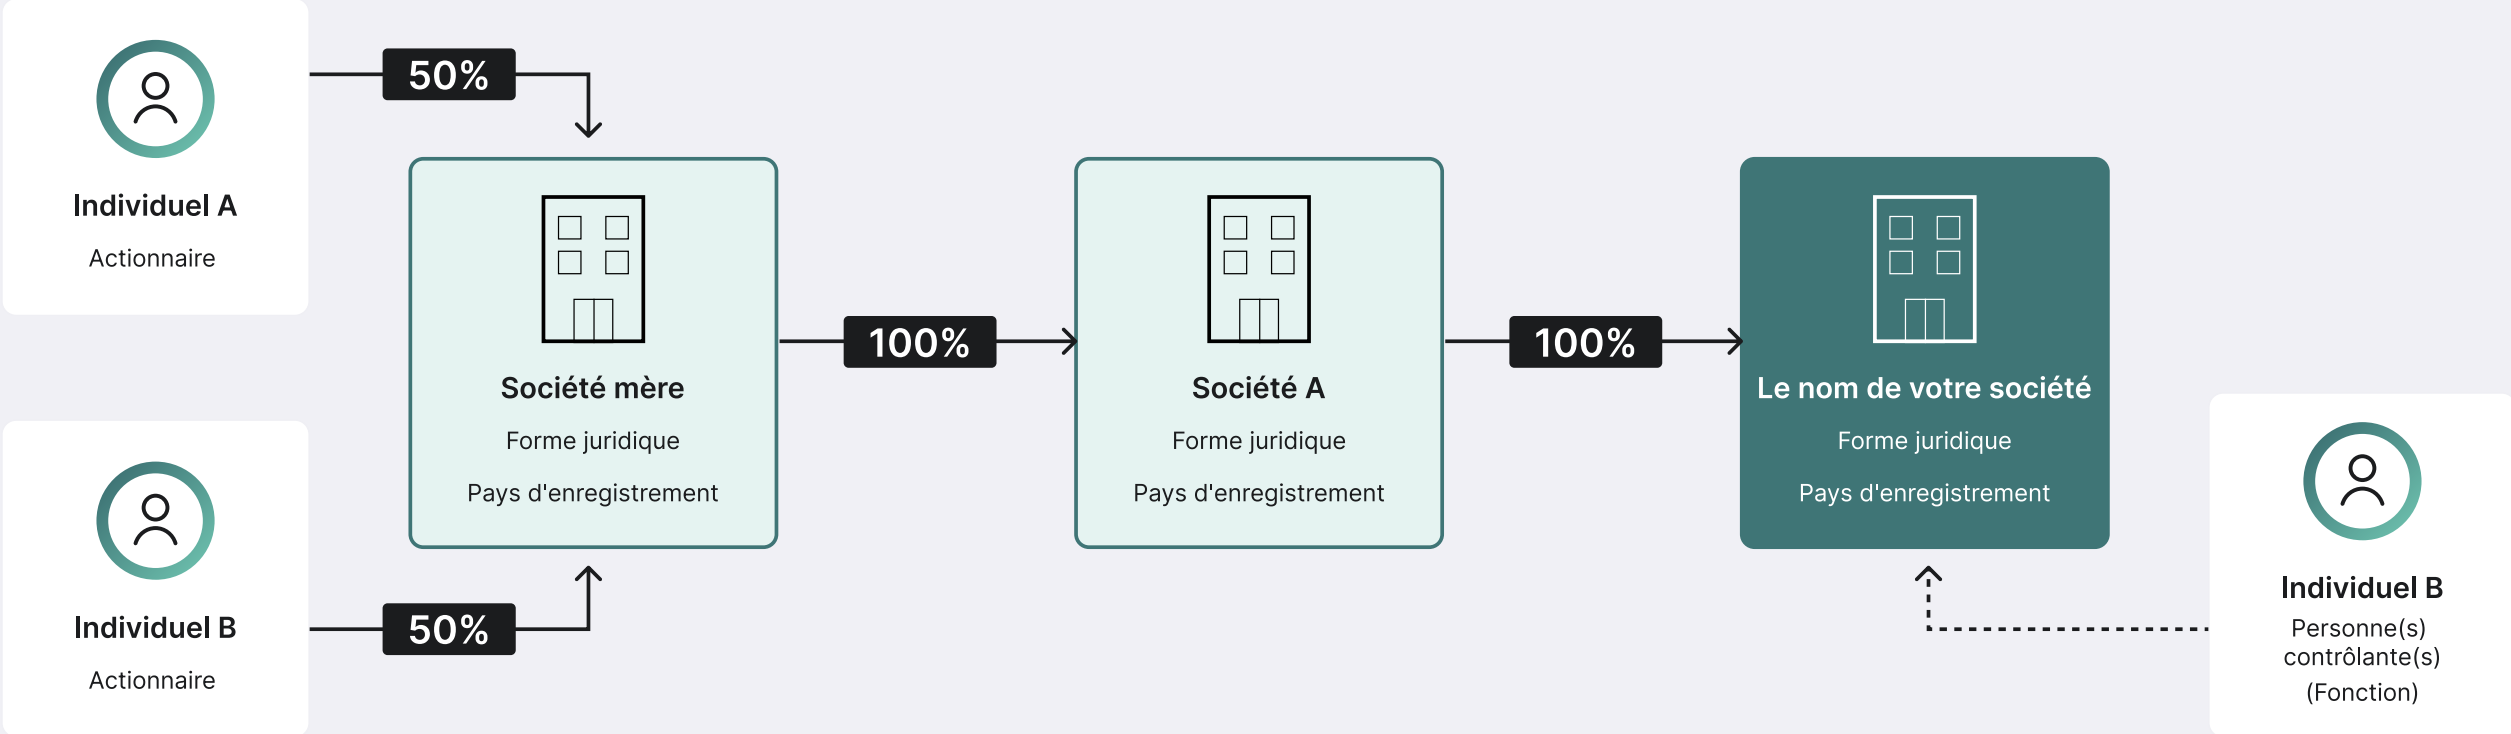 50%
Individuel A
Actionnaire
Société mère
Forme juridique
Pays d'enregistrement
100%
Société A
Forme juridique
Pays d'enregistrement
100%
Le nom de votre société
Forme juridique
Pays d'enregistrement
Individuel B
Actionnaire
50%
Individuel B
Personne(s)
contrôlante(s)
(Fonction)